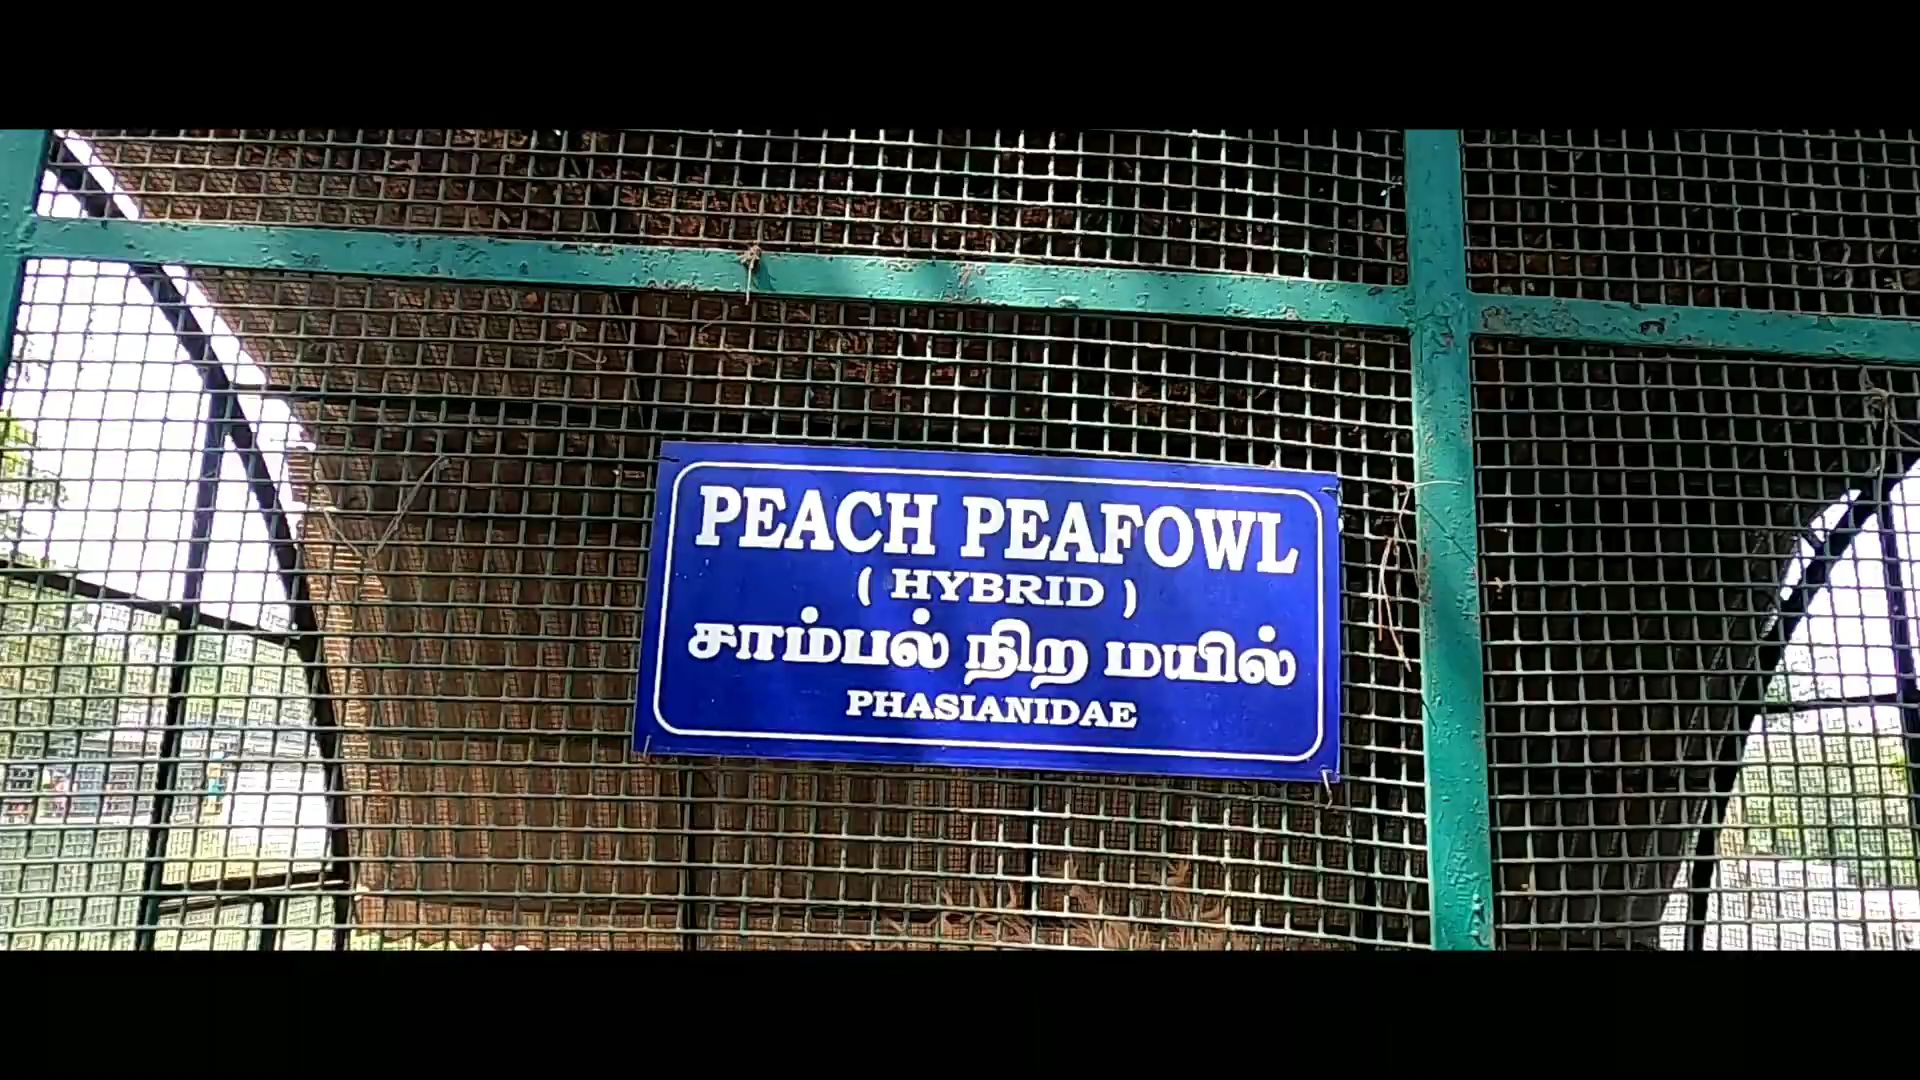 PEACH PEAFOWL
( HYBRID )
சாம்பல் நிற மயில்
PHASIANIDAE